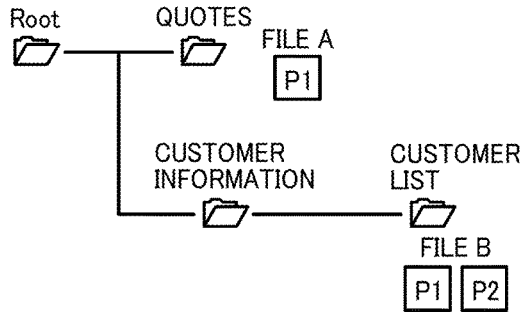 Root
QUOTES
FILE A
P1
CUSTOMER
INFORMATION
CUSTOMER
LIST
FILE B
P1 P2